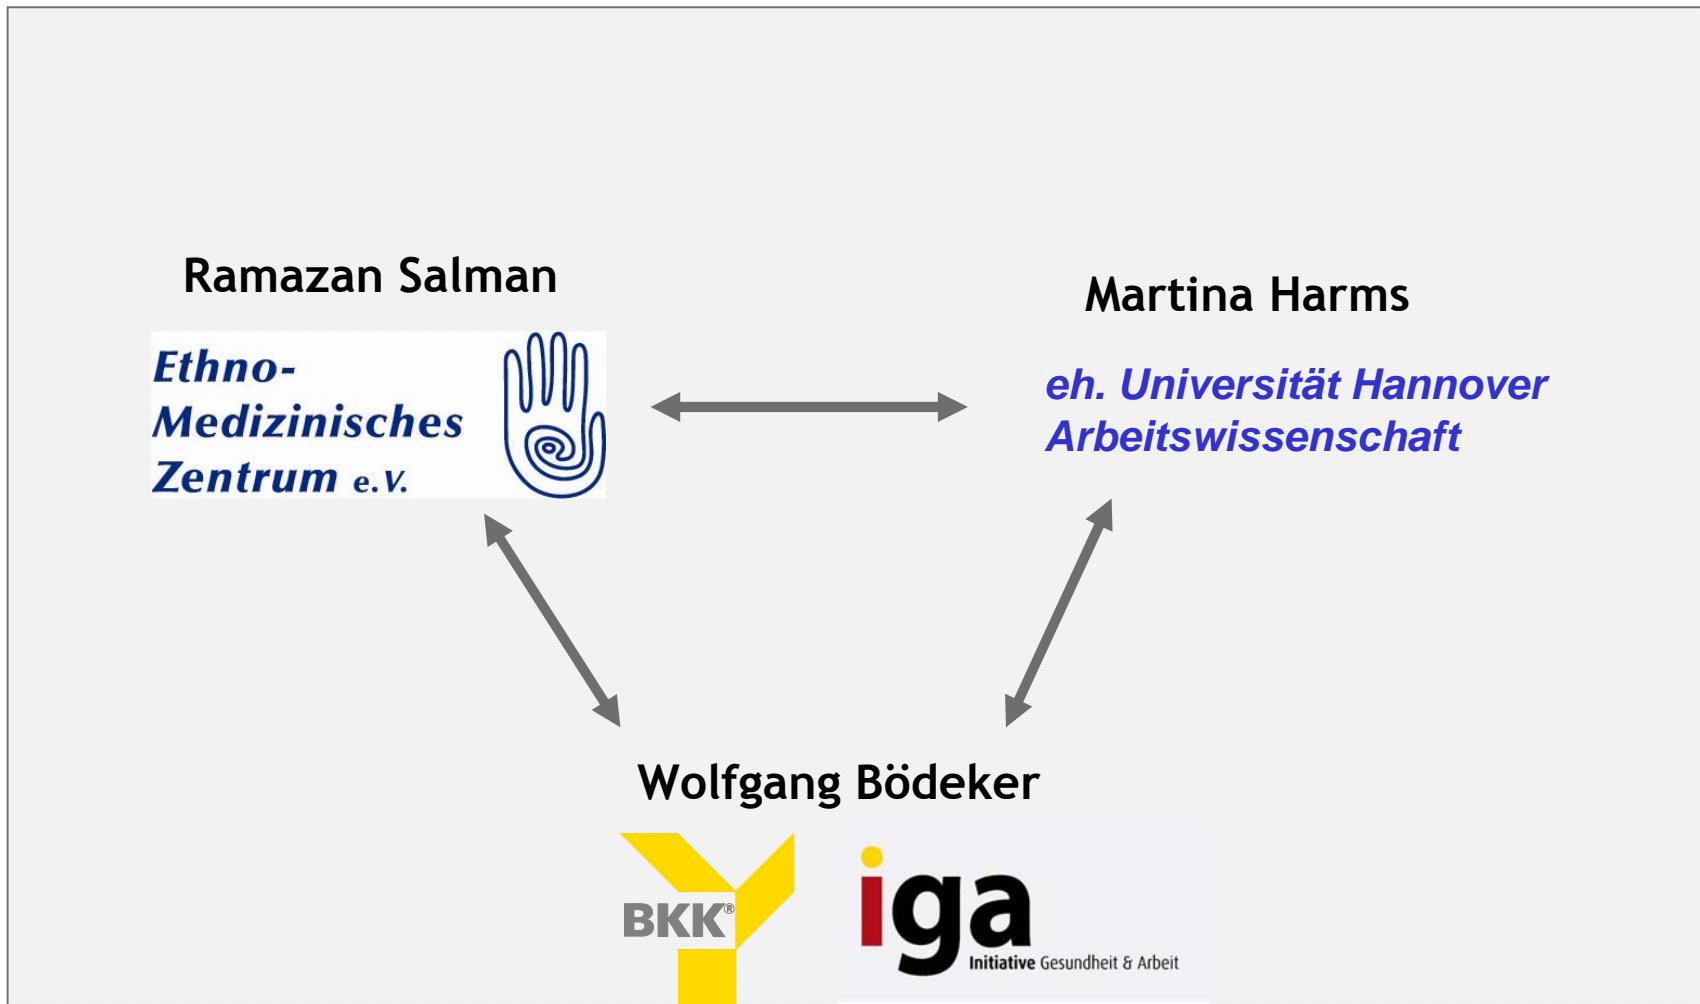 Ramazan Salman
Ethno-
Medizinisches
Zentrum e.V.
Martina Harms
eh. Universität Hannover
Arbeitswissenschaft
Wolfgang Bödeker
BKK®
iga
Initiative Gesundheit & Arbeit